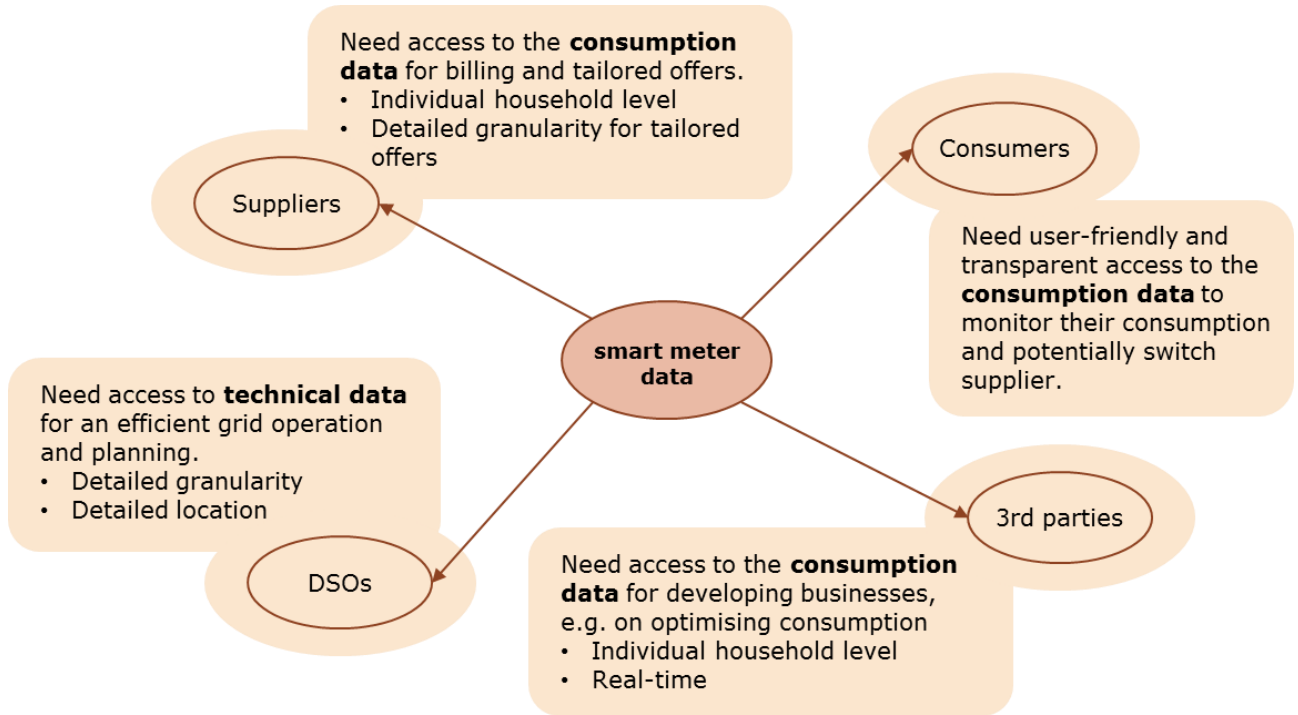 Need access to the consumption
data for billing and tailored offers.
• Individual household level
• Detailed granularity for tailored
offers
Suppliers
Consumers
Need user-friendly and
transparent access to the
consumption data to
monitor their consumption
and potentially switch
supplier.
smart meter
data
Need access to technical data
for an efficient grid operation
and planning.
• Detailed granularity
• Detailed location
DSOs
3rd parties
Need access to the consumption
data for developing businesses,
e.g. on optimising consumption
• Individual household level
• Real-time